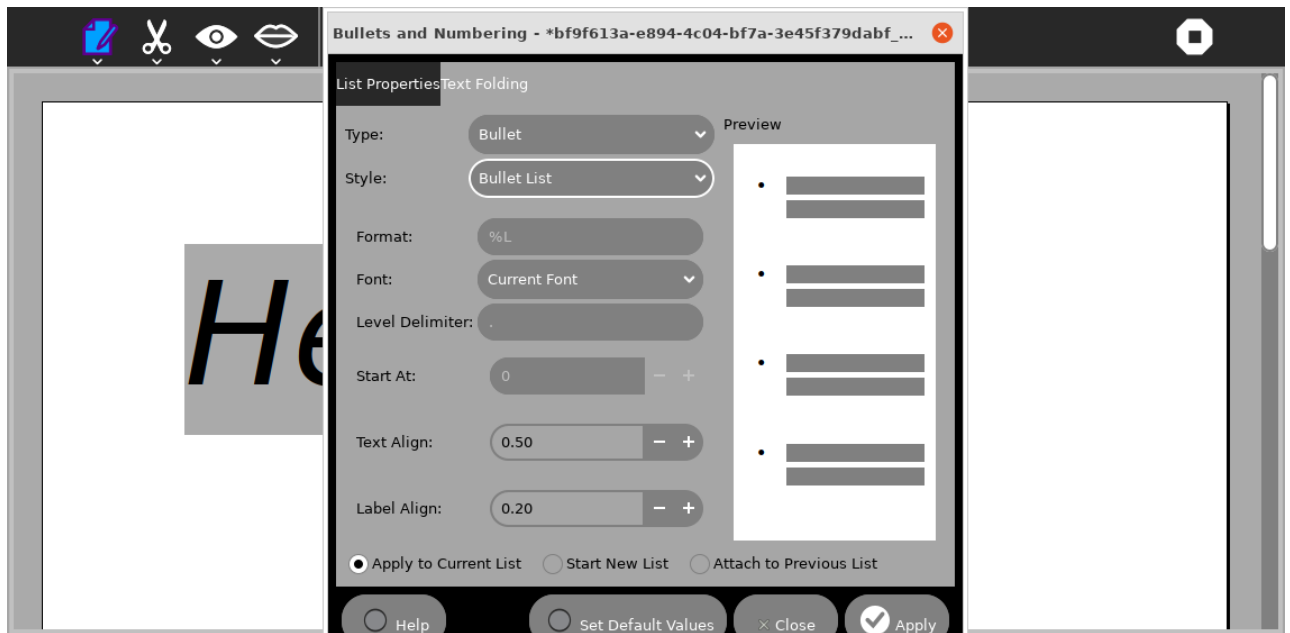 Bullets and Numbering - *bf9f613a-e894-4c04-bf7a-3e45f379dabf_...
List Properties Text Folding
Type: Bullet
Preview
Style: Bullet List
Format: %L
Font: Current Font
Level Delimiter: .
Start At: 0
Text Align: 0.50
Label Align: 0.20
He
Apply to Current List Start New List Attach to Previous List
Help Set Default Values × Close Apply